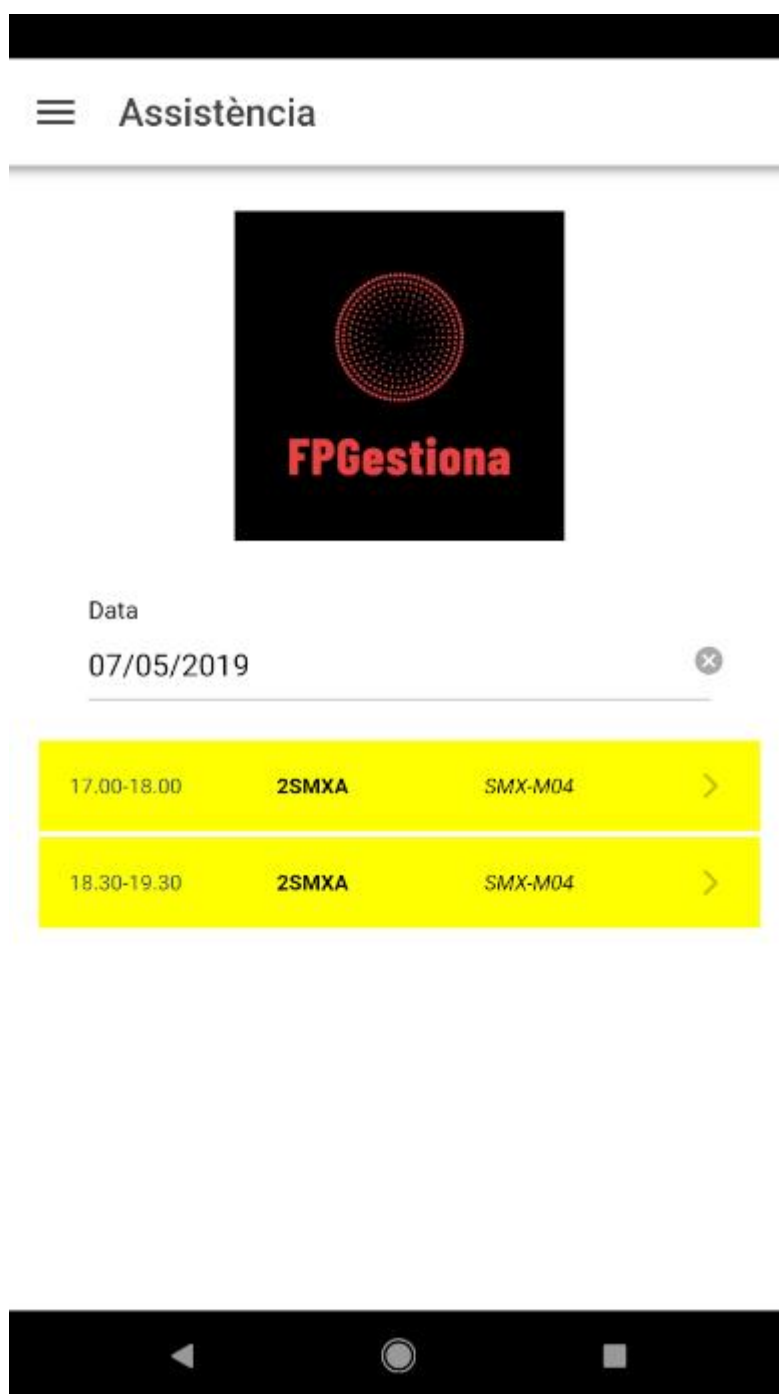 Assistència
FPGestiona
Data
07/05/2019
17.00-18.00 2SMXA SMX-M04
18.30-19.30 2SMXA SMX-M04